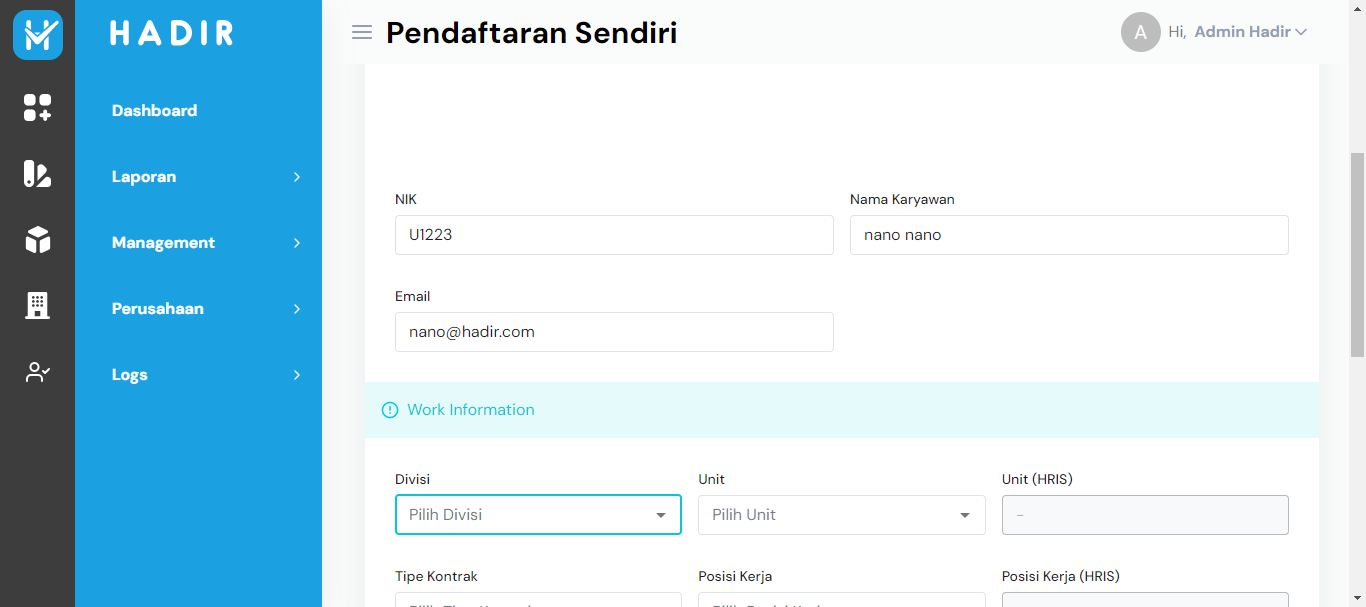 HADIR
Pendaftaran Sendiri
A
Hi, Admin Hadir
Dashboard
Laporan
Management
Perusahaan
Logs
NIK
Nama Karyawan
U1223
nano nano
Email
nano@hadir.com
Work Information
Divisi
Unit
Unit (HRIS)
Pilih Divisi
Pilih Unit
-
Tipe Kontrak
Posisi Kerja
Posisi Kerja (HRIS)